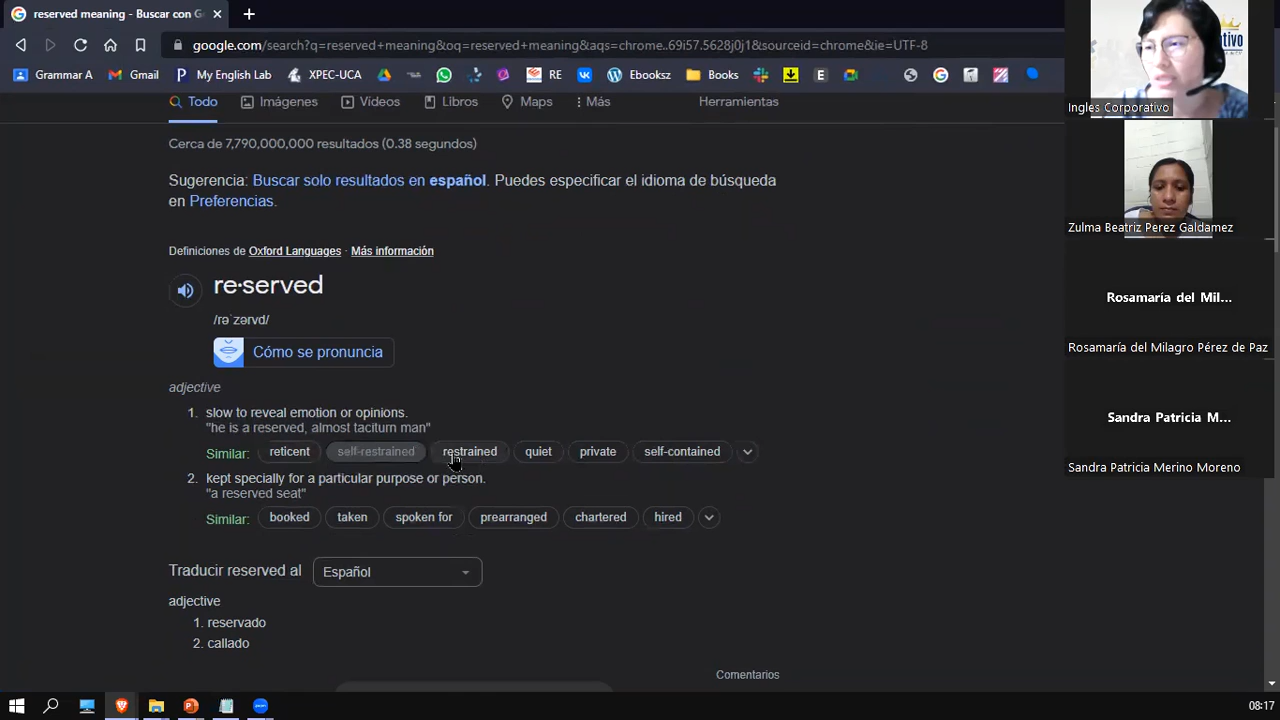 reserved meaning - Buscar con G
google.com/search?q=reserved+meaning&oq=reserved+meaning&aqs=chrome..69i57.5628j0j1&sourceid=chrome&ie=UTF-8
Grammar A
Gmail
My English Lab
XPEC-UCA
RE
WordPress
Ebooksz
Books
Todo
Imágenes
Vídeos
Libros
Maps
Más
Herramientas
Cerca de 7,790,000,000 resultados (0.38 segundos)
Sugerencia: Buscar solo resultados en español. Puedes especificar el idioma de búsqueda
en Preferencias.
Definiciones de Oxford Languages · Más información
re·served
/rəˈzərvd/
Cómo se pronuncia
adjective
1. slow to reveal emotion or opinions.
"he is a reserved, almost taciturn man"
Similar: reticent self-restrained restrained quiet private self-contained
2. kept specially for a particular purpose or person.
"a reserved seat"
Similar: booked taken spoken for prearranged chartered hired
Traducir reserved al Español
adjective
1. reservado
2. callado
Comentarios
Ingles Corporativo
Zulma Beatriz Perez Galdamez
Rosamaría del Mil...
Rosamaría del Milagro Pérez de Paz
Sandra Patricia M...
Sandra Patricia Merino Moreno
08:17